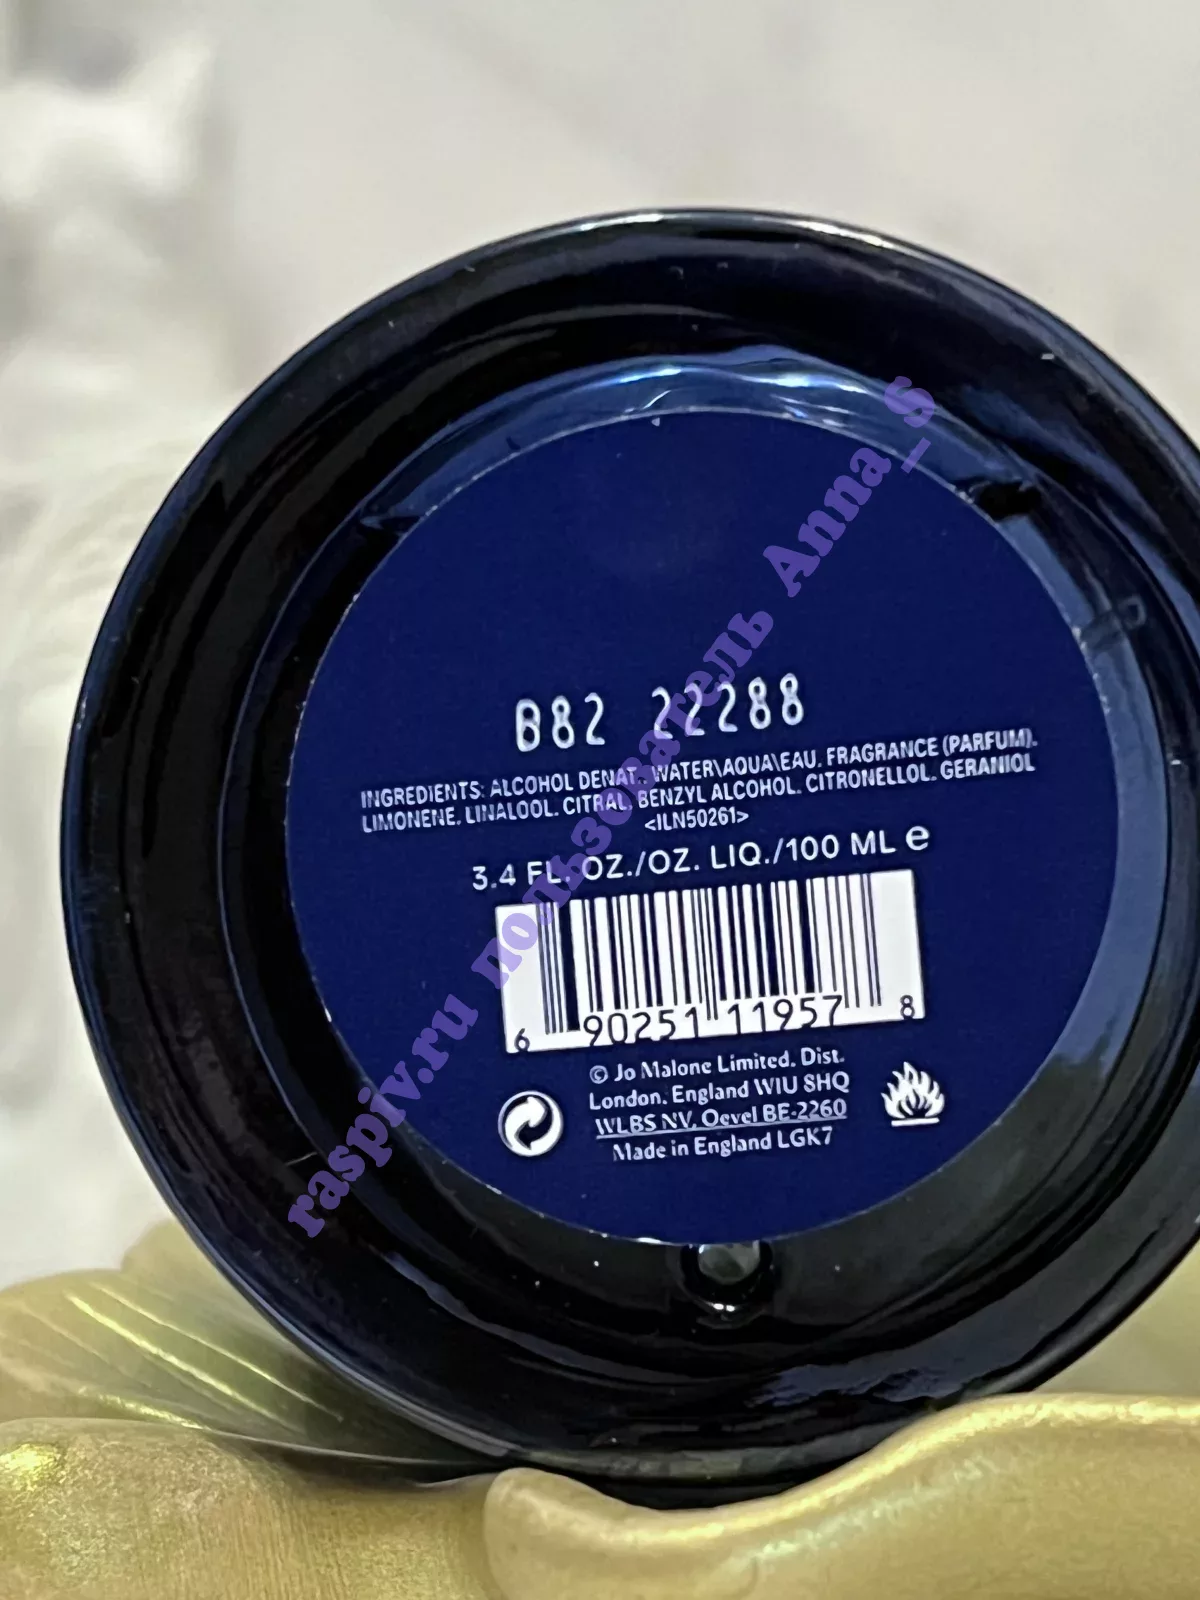 B82 22288
INGREDIENTS: ALCOHOL DENAT., WATER\AQUA\EAU, FRAGRANCE (PARFUM),
LIMONENE, LINALOOL, CITRAL, BENZYL ALCOHOL, CITRONELLOL, GERANIOL
<ILN50261>
3.4 FL. OZ./OZ. LIQ./100 ML e
6 90251 11957 8
© Jo Malone Limited. Dist.
London, England W1U 8HQ
WLBS NV, Oevel BE-2260
Made in England LGK7
raspiv.ru пользователь Anna_S